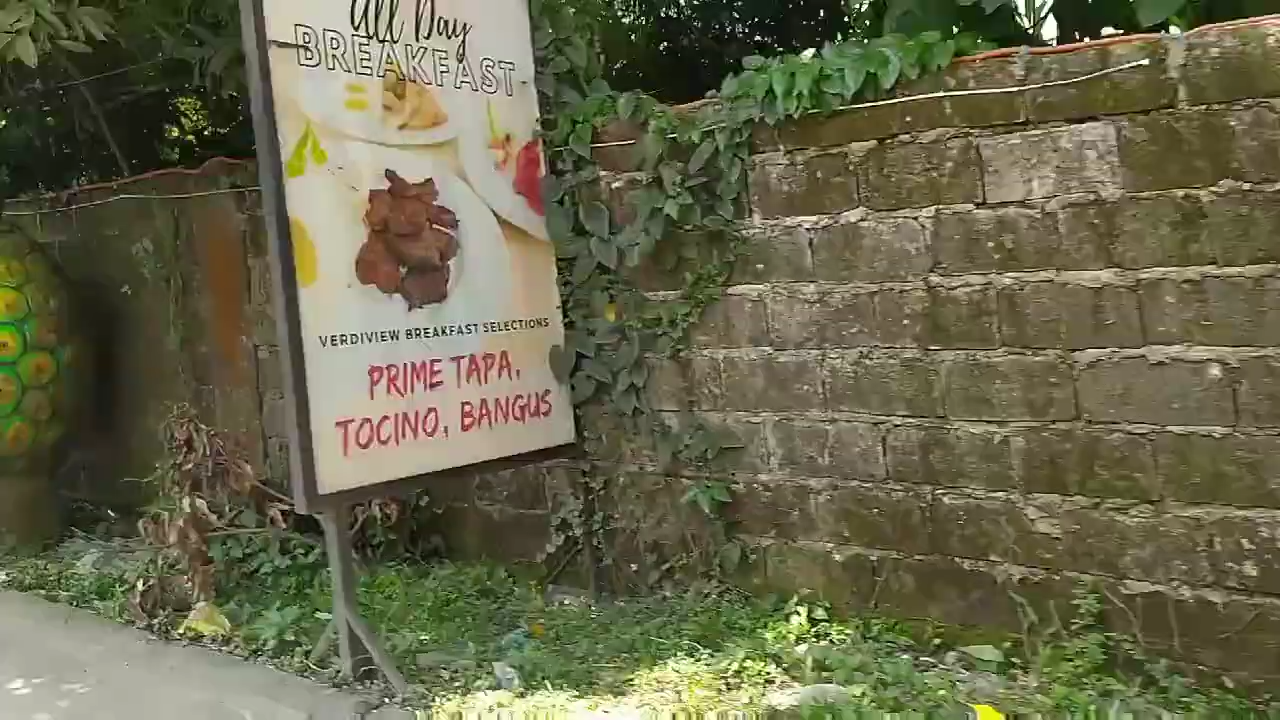 All Day
BREAKFAST
VERDIVIEW BREAKFAST SELECTIONS
PRIME TAPA,
TOCINO, BANGUS